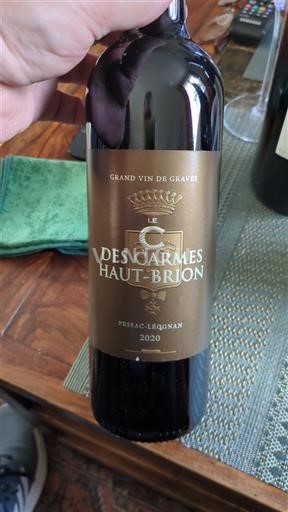 GRAND VIN DE GRAVES
LE
C
DES CARMES
HAUT-BRION
PESSAC-LÉOGNAN
2020